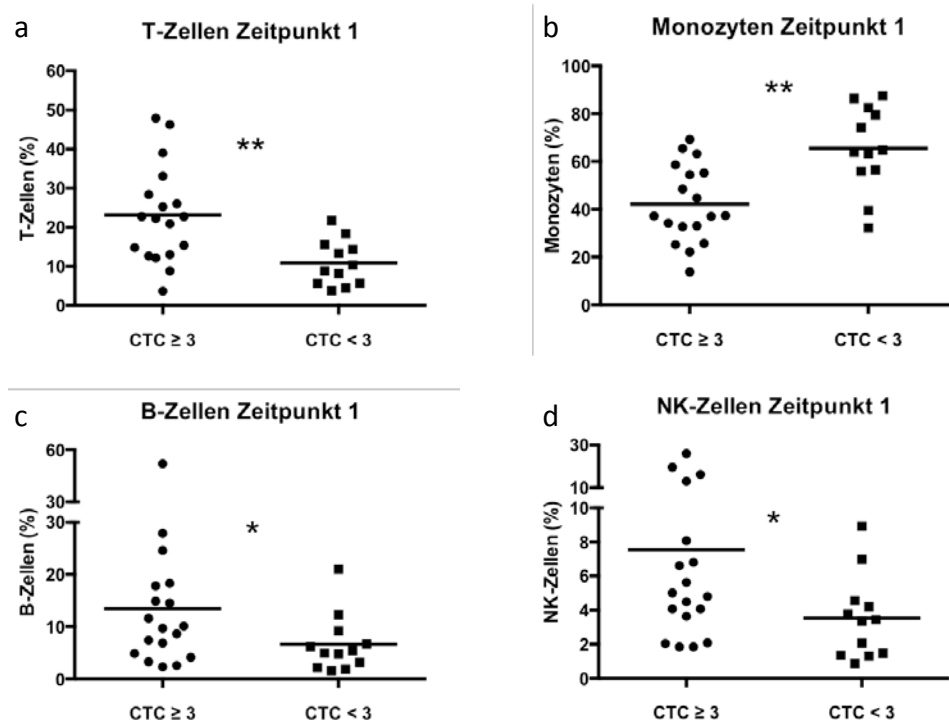 a
T-Zellen Zeitpunkt 1
T-Zellen (%)
60
50
40
30
20
10
0
**
CTC ≥ 3
CTC < 3
b
Monozyten Zeitpunkt 1
Monozyten (%)
100
80
60
40
20
0
**
CTC ≥ 3
CTC < 3
c
B-Zellen Zeitpunkt 1
B-Zellen (%)
60
30
30
20
10
0
*
CTC ≥ 3
CTC < 3
d
NK-Zellen Zeitpunkt 1
NK-Zellen (%)
30
10
8
6
4
2
0
*
CTC ≥ 3
CTC < 3